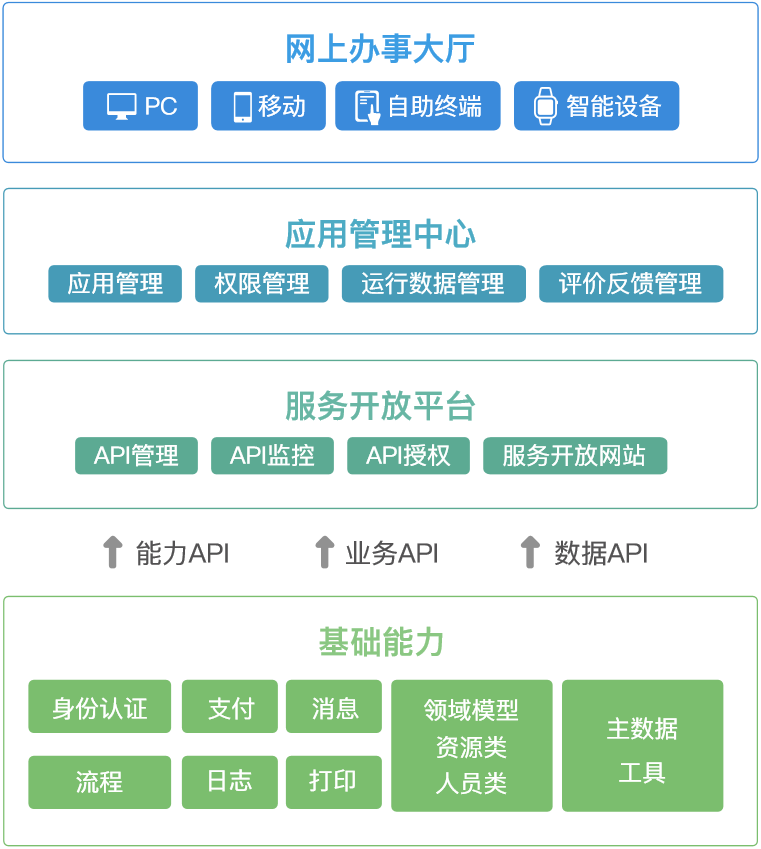 网上办事大厅
PC
移动
自助终端
智能设备
应用管理中心
应用管理
权限管理
运行数据管理
评价反馈管理
服务开放平台
API管理
API监控
API授权
服务开放网站
能力API
业务API
数据API
基础能力
身份认证
支付
消息
流程
日志
打印
领域模型
资源类
人员类
主数据
工具